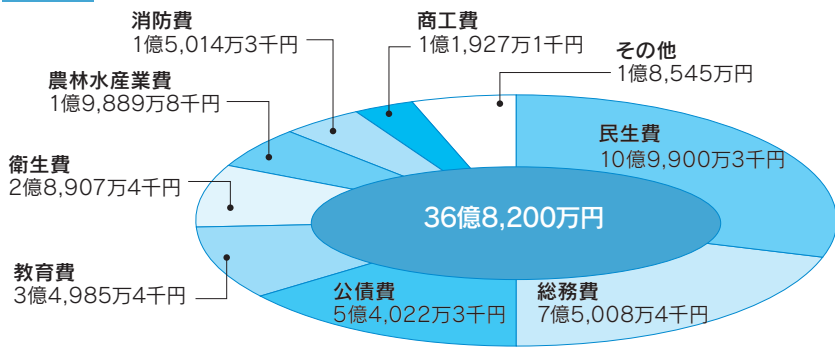 消防費
1億5,014万3千円
商工費
1億1,927万1千円
その他
1億8,545万円
農林水産業費
1億9,889万8千円
民生費
10億9,900万3千円
衛生費
2億8,907万4千円
36億8,200万円
教育費
3億4,985万4千円
公債費
5億4,022万3千円
総務費
7億5,008万4千円